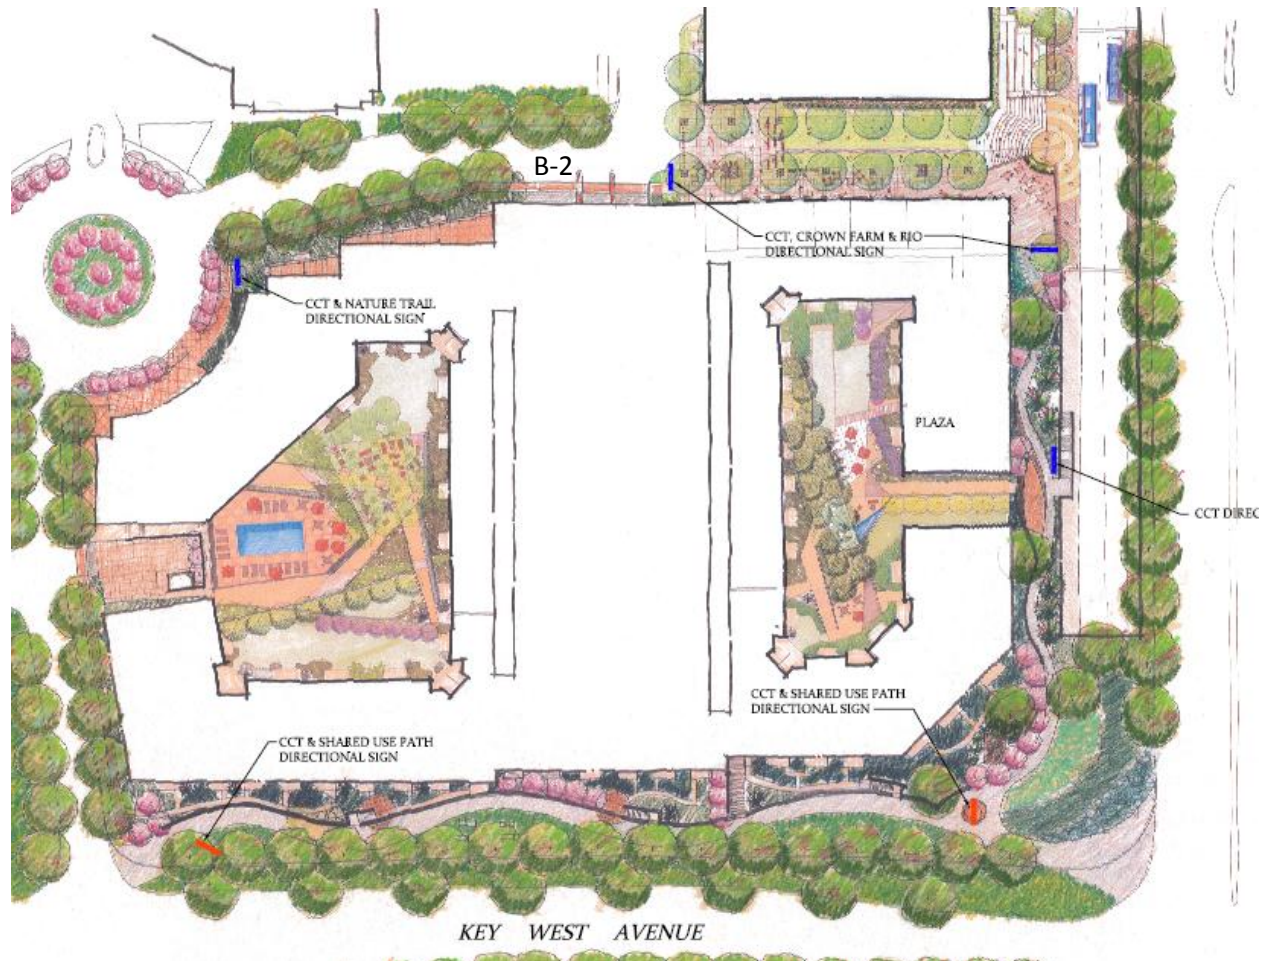 B-2
CCT, CROWN FARM & RIO
DIRECTIONAL SIGN
CCT & NATURE TRAIL
DIRECTIONAL SIGN
PLAZA
CCT DIREC
CCT & SHARED USE PATH
DIRECTIONAL SIGN
CCT & SHARED USE PATH
DIRECTIONAL SIGN
KEY WEST AVENUE